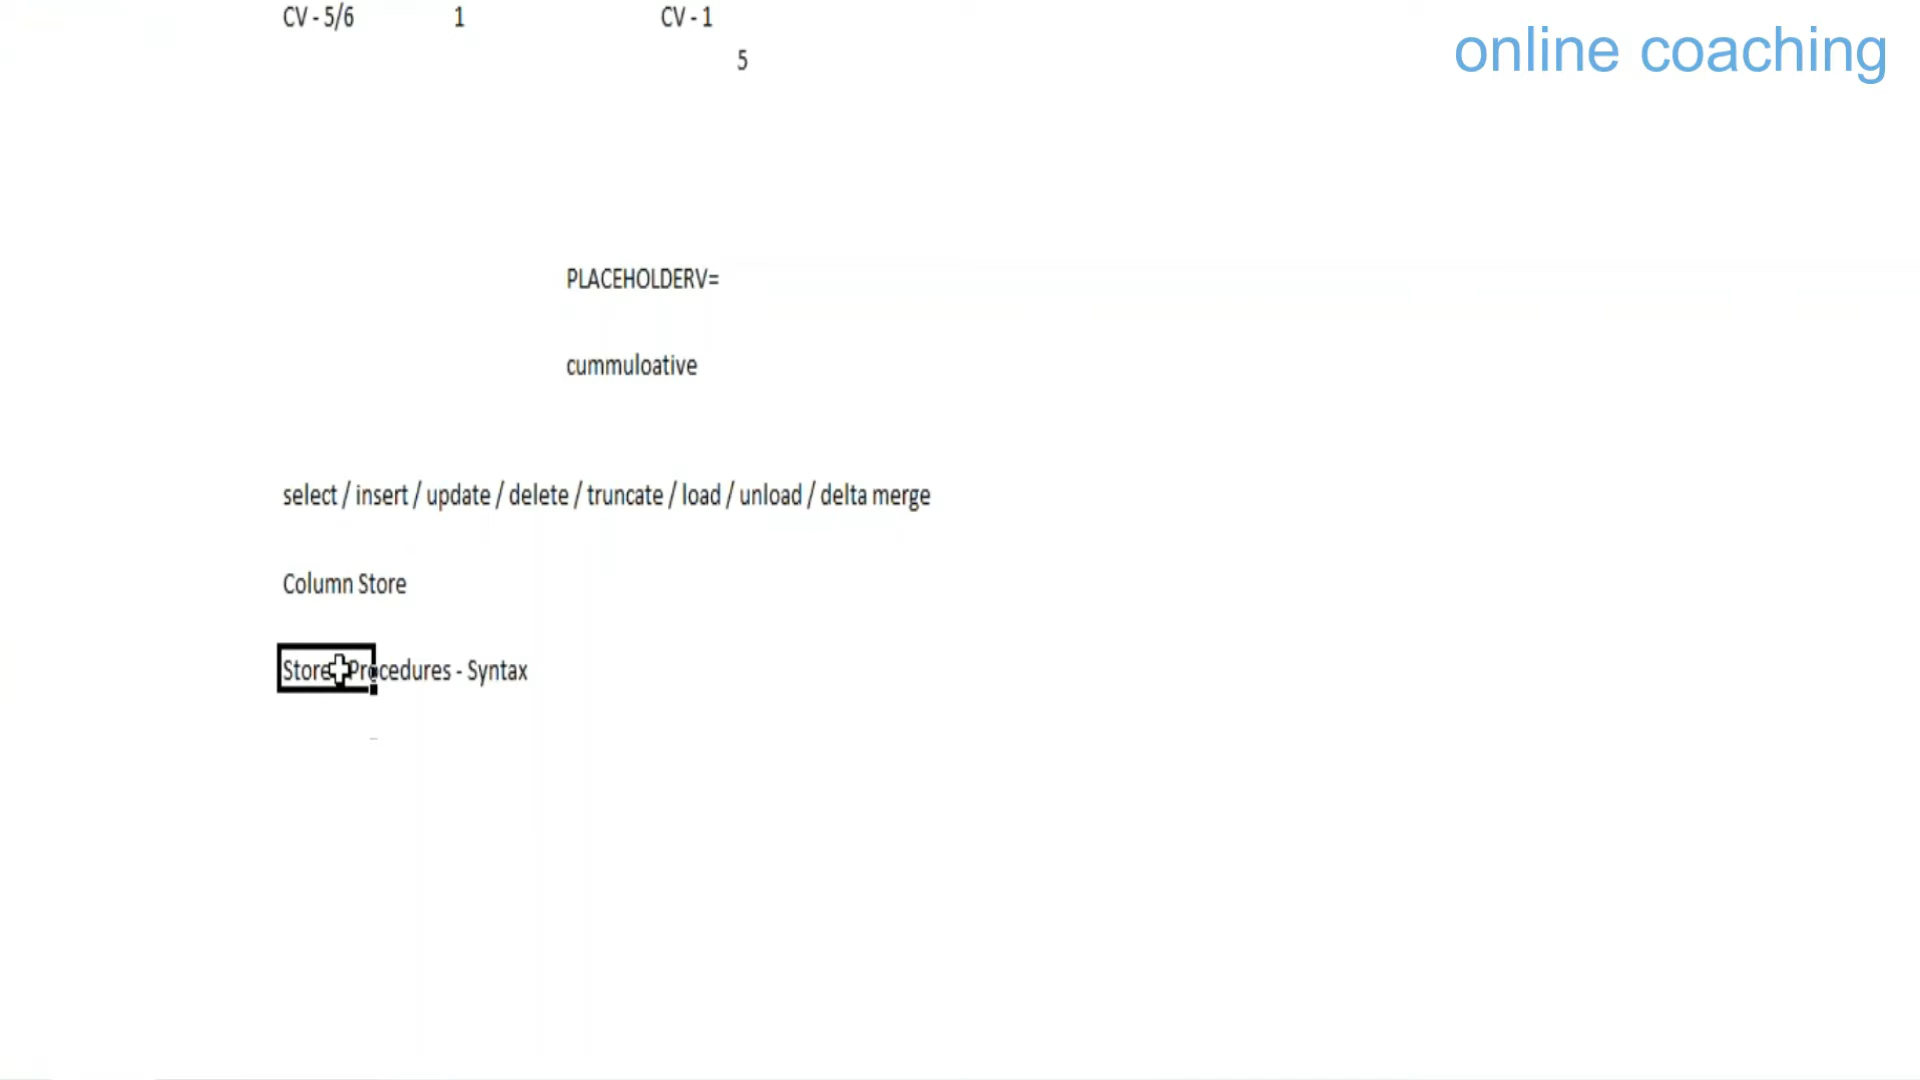 CV - 5/6 1 CV - 1
online coaching
5
PLACEHOLDERV=
cummuloative
select / insert / update / delete / truncate / load / unload / delta merge
Column Store
Procedures - Syntax